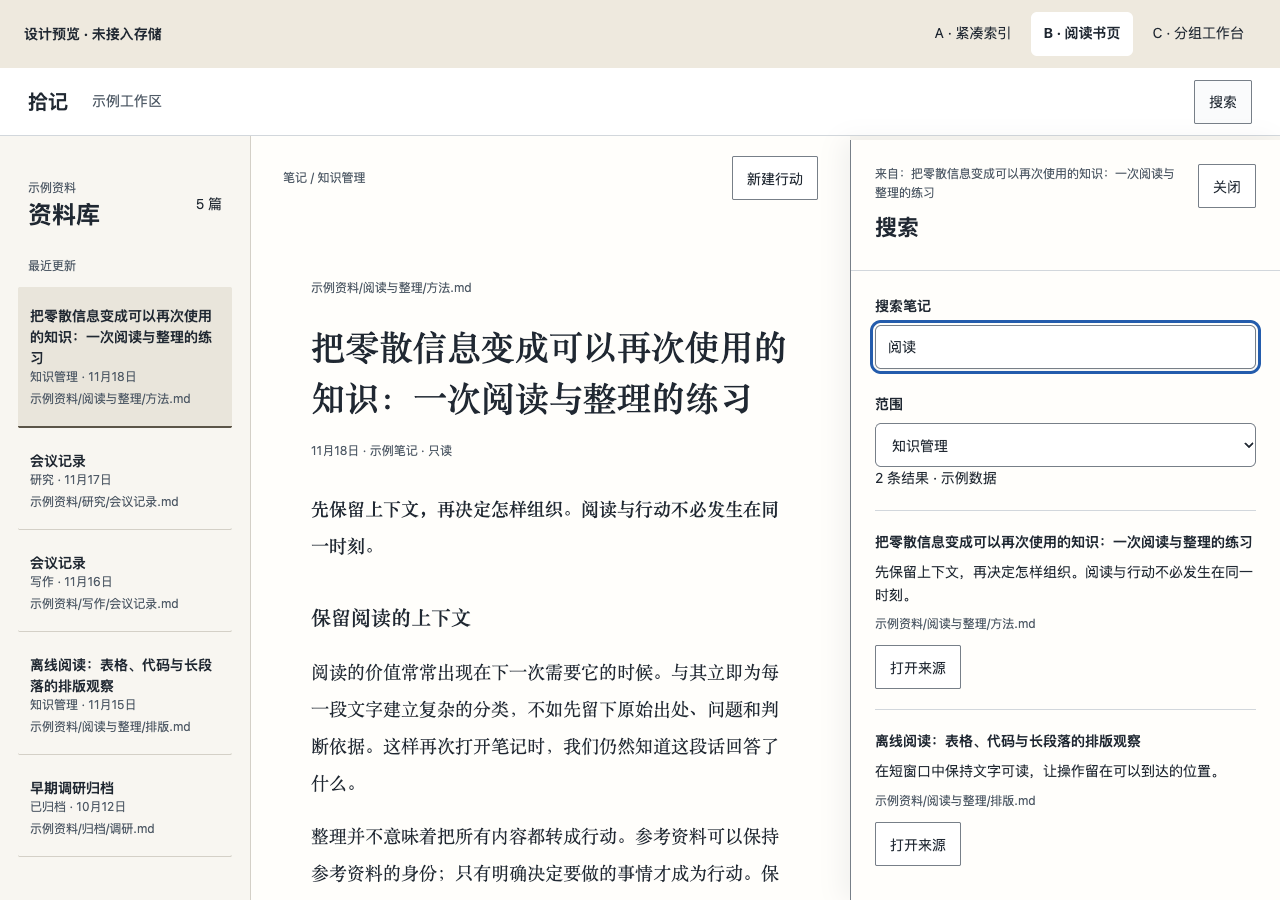 设计预览 · 未接入存储
A · 紧凑索引
B · 阅读书页
C · 分组工作台
拾记
示例工作区
搜索
示例资料
资料库
5 篇
最近更新
把零散信息变成可以再次使用
的知识：一次阅读与整理的练
习
知识管理 · 11月18日
示例资料/阅读与整理/方法.md
会议记录
研究 · 11月17日
示例资料/研究/会议记录.md
会议记录
写作 · 11月16日
示例资料/写作/会议记录.md
离线阅读：表格、代码与长段
落的排版观察
知识管理 · 11月15日
示例资料/阅读与整理/排版.md
早期调研归档
已归档 · 10月12日
示例资料/归档/调研.md
笔记 / 知识管理
新建行动
示例资料/阅读与整理/方法.md
把零散信息变成可以再次使用的
知识：一次阅读与整理的练习
11月18日 · 示例笔记 · 只读
先保留上下文，再决定怎样组织。阅读与行动不必发生在同
一时刻。
保留阅读的上下文
阅读的价值常常出现在下一次需要它的时候。与其立即为每
一段文字建立复杂的分类，不如先留下原始出处、问题和判
断依据。这样再次打开笔记时，我们仍然知道这段话回答了
什么。
整理并不意味着把所有内容都转成行动。参考资料可以保持
参考资料的身份；只有明确决定要做的事情才成为行动。保
来自：把零散信息变成可以再次使用的知识：一次阅读与
整理的练习
搜索
关闭
搜索笔记
阅读
范围
知识管理
2 条结果 · 示例数据
把零散信息变成可以再次使用的知识：一次阅读与整理的练习
先保留上下文，再决定怎样组织。阅读与行动不必发生在同一
时刻。
示例资料/阅读与整理/方法.md
打开来源
离线阅读：表格、代码与长段落的排版观察
在短窗口中保持文字可读，让操作留在可以到达的位置。
示例资料/阅读与整理/排版.md
打开来源